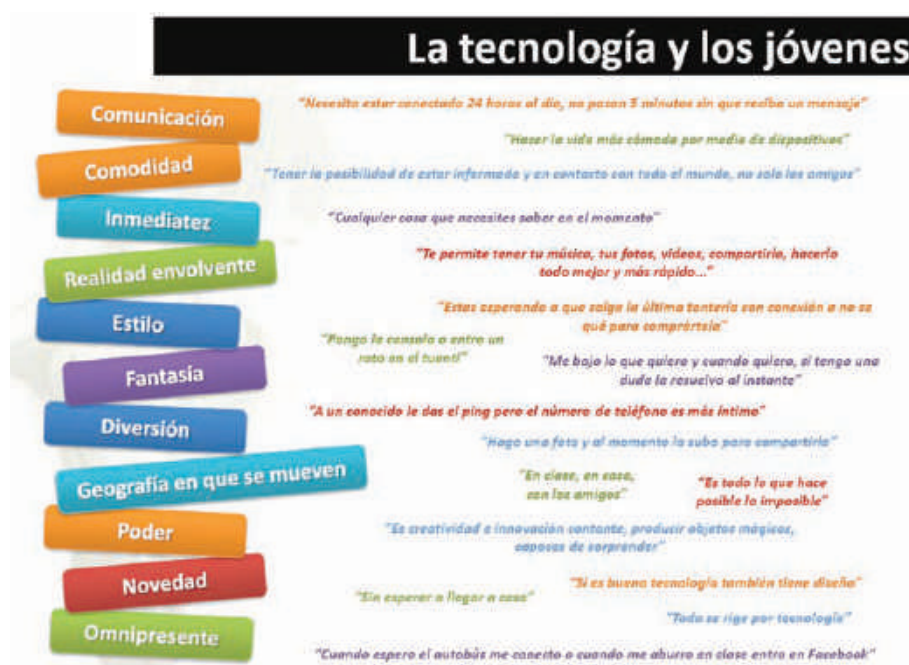 La tecnología y los jóvenes
Comunicación
"Necesito estar conectado 24 horas al día, no pasan 5 minutos sin que reciba un mensaje"
"Hacer la vida más cómoda por medio de dispositivos"
Comodidad
"Tener la posibilidad de estar informado y en contacto con todo el mundo, no solo los amigos"
Inmediatez
"Cualquier cosa que necesites saber en el momento"
Realidad envolvente
"Te permite tener tu música, tus fotos, videos, compartirlo, hacerlo
todo mejor y más rápido..."
Estilo
"Estas esperando a que salga la última tontería con conexión a no se
qué para comprártela"
"Pongo la consola o entro un
rato en el tuenti"
Fantasía
"Me bajo lo que quiero y cuando quiero, si tengo una
duda la resuelvo al instante"
"A un conocido le das el ping pero el número de teléfono es más íntimo"
Diversión
"Hago una foto y al momento la subo para compartirla"
Geografía en que se mueven
"En clase, en casa,
con los amigos"
"Es todo lo que hace
posible lo imposible"
Poder
"Es creatividad e innovación contante, producir objetos mágicos,
capaces de sorprender"
Novedad
"Si es buena tecnología también tiene diseño"
"Sin esperar a llegar a casa"
"Todo se rige por tecnología"
Omnipresente
"Cuando espero el autobús me conecto o cuando me aburro en clase entro en Facebook"